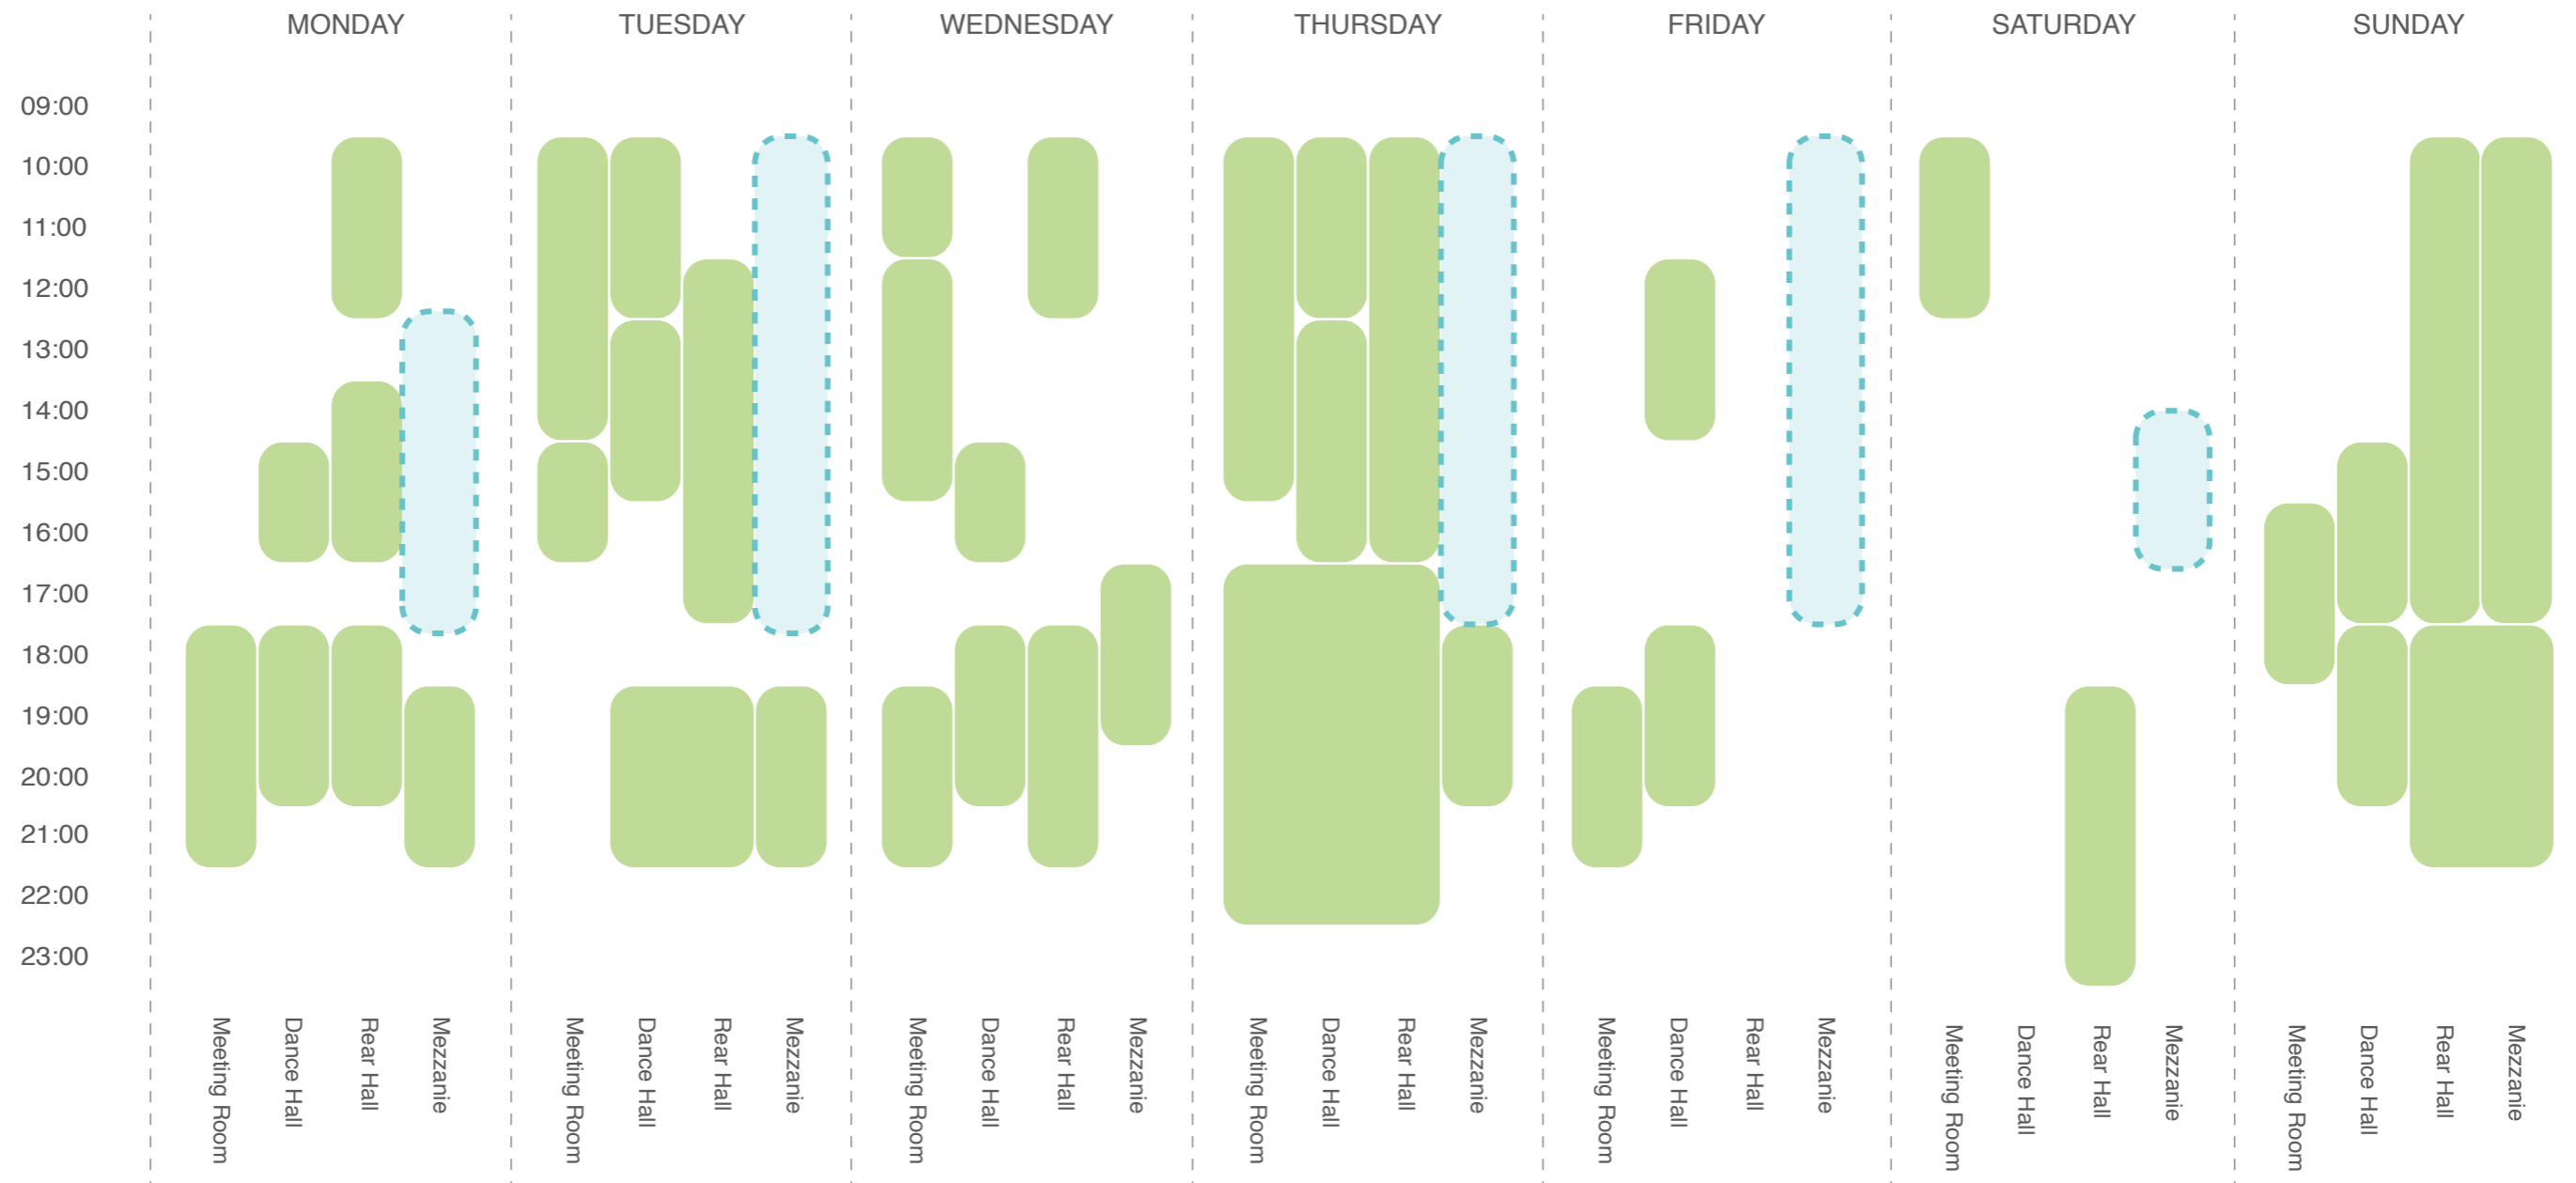 MONDAY
TUESDAY
WEDNESDAY
THURSDAY
FRIDAY
SATURDAY
SUNDAY
09:00
10:00
11:00
12:00
13:00
14:00
15:00
16:00
17:00
18:00
19:00
20:00
21:00
22:00
23:00
Meeting Room
Dance Hall
Rear Hall
Mezzanie
Meeting Room
Dance Hall
Rear Hall
Mezzanie
Meeting Room
Dance Hall
Rear Hall
Mezzanie
Meeting Room
Dance Hall
Rear Hall
Mezzanie
Meeting Room
Dance Hall
Rear Hall
Mezzanie
Meeting Room
Dance Hall
Rear Hall
Mezzanie
Meeting Room
Dance Hall
Rear Hall
Mezzanie